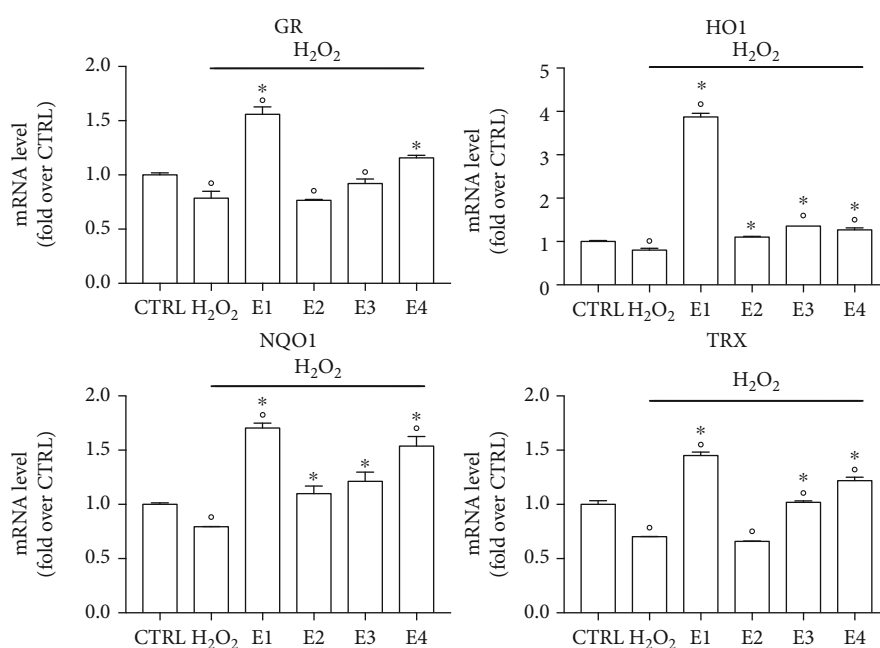 GR
H₂O₂
mRNA level
(fold over CTRL)
2.0
1.5
1.0
0.5
0.0
*
°
°
°
°
*
CTRL H₂O₂ E1 E2 E3 E4
HO1
H₂O₂
mRNA level
(fold over CTRL)
5
4
2
1
0
*
°
°
*
*
°
*
°
CTRL H₂O₂ E1 E2 E3 E4
NQO1
H₂O₂
mRNA level
(fold over CTRL)
2.0
1.5
1.0
0.5
0.0
°
*
°
*
*
*
°
CTRL H₂O₂ E1 E2 E3 E4
TRX
H₂O₂
mRNA level
(fold over CTRL)
2.0
1.5
1.0
0.5
0.0
°
*
°
°
*
°
*
°
CTRL H₂O₂ E1 E2 E3 E4